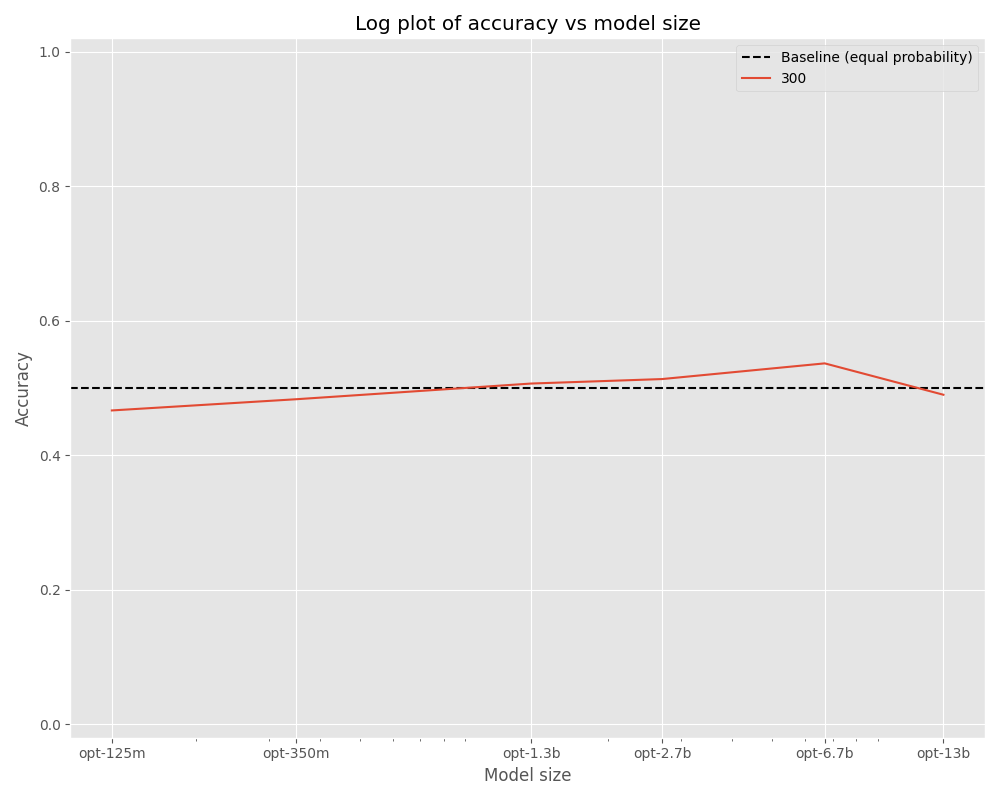 Log plot of accuracy vs model size
Baseline (equal probability)
300
1.0
0.8
0.6
0.4
0.2
0.0
Accuracy
opt-125m opt-350m opt-1.3b opt-2.7b opt-6.7b opt-13b
Model size